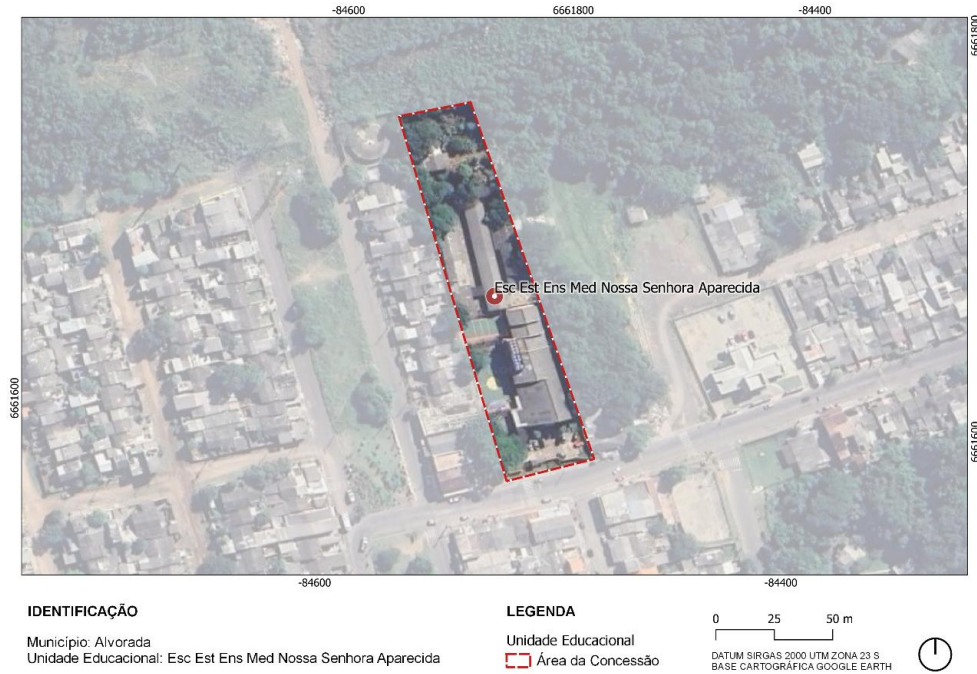 -84600 6661800 -84400
6661800
Esc Est Ens Med Nossa Senhora Aparecida
6661600
6661600
-84600 -84400
IDENTIFICAÇÃO
Município: Alvorada
Unidade Educacional: Esc Est Ens Med Nossa Senhora Aparecida
LEGENDA
Unidade Educacional
Área da Concessão
0 25 50 m
DATUM SIRGAS 2000 UTM ZONA 23 S
BASE CARTOGRÁFICA GOOGLE EARTH